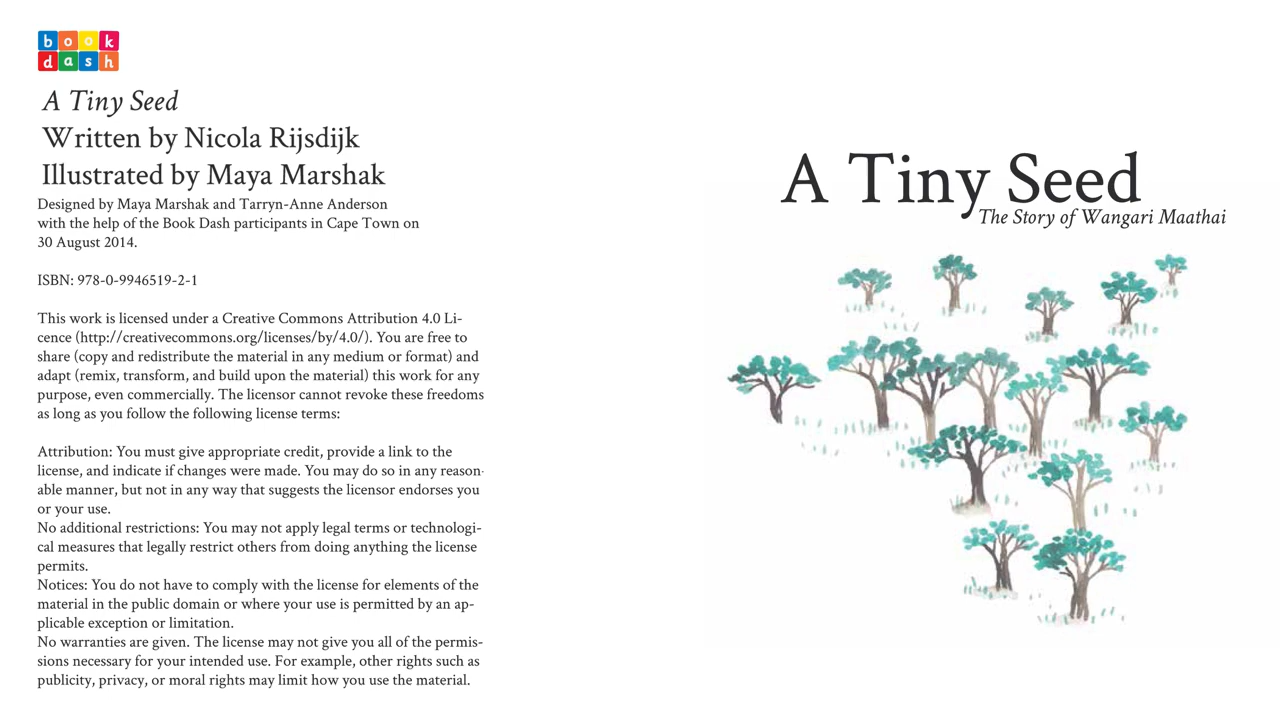 book
dash
A Tiny Seed
Written by Nicola Rijsdijk
Illustrated by Maya Marshak
Designed by Maya Marshak and Tarryn-Anne Anderson
with the help of the Book Dash participants in Cape Town on
30 August 2014.
ISBN: 978-0-9946519-2-1
This work is licensed under a Creative Commons Attribution 4.0 Li-
cence (http://creativecommons.org/licenses/by/4.0/). You are free to
share (copy and redistribute the material in any medium or format) and
adapt (remix, transform, and build upon the material) this work for any
purpose, even commercially. The licensor cannot revoke these freedoms
as long as you follow the following license terms:
Attribution: You must give appropriate credit, provide a link to the
license, and indicate if changes were made. You may do so in any reason-
able manner, but not in any way that suggests the licensor endorses you
or your use.
No additional restrictions: You may not apply legal terms or technologi-
cal measures that legally restrict others from doing anything the license
permits.
Notices: You do not have to comply with the license for elements of the
material in the public domain or where your use is permitted by an ap-
plicable exception or limitation.
No warranties are given. The license may not give you all of the permis-
sions necessary for your intended use. For example, other rights such as
publicity, privacy, or moral rights may limit how you use the material.
A Tiny Seed
The Story of Wangari Maathai